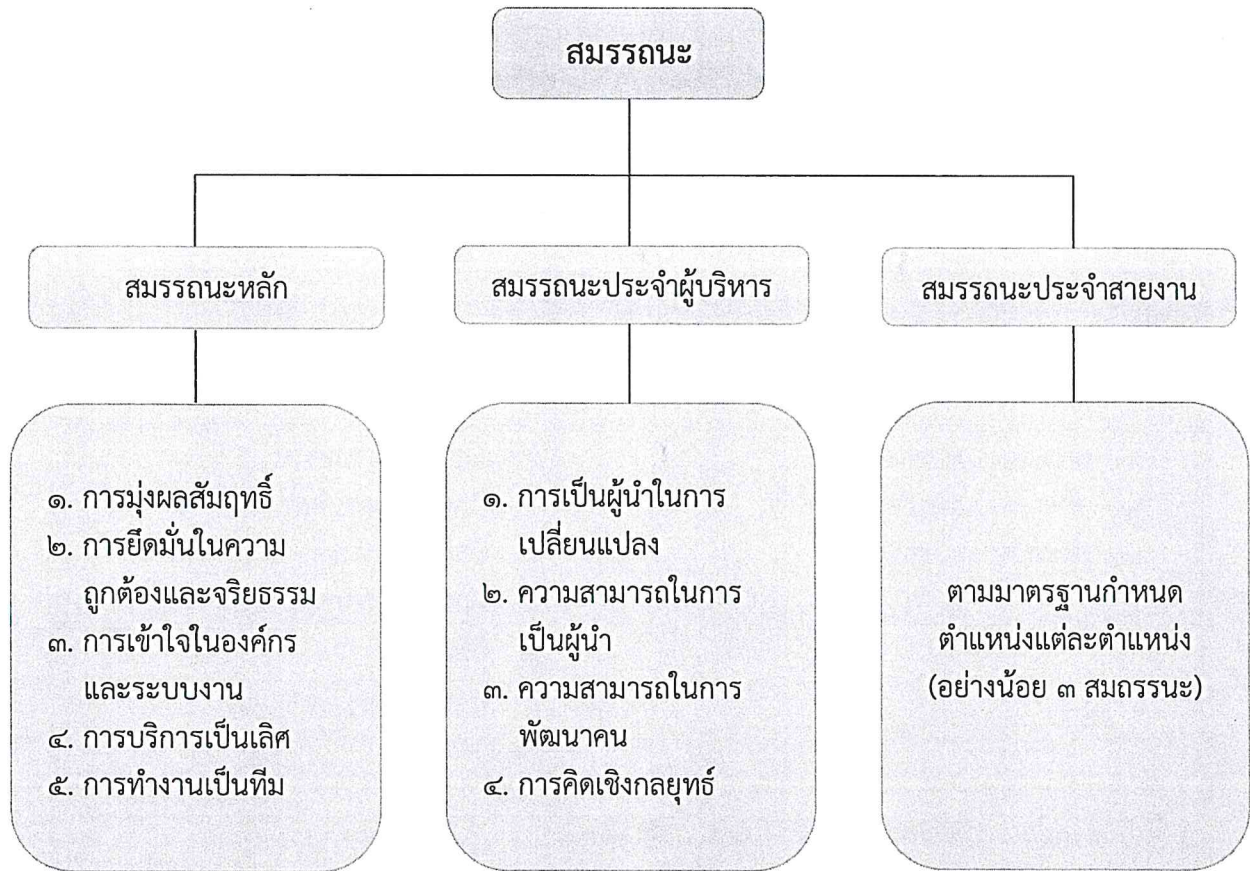 สมรรถนะ
สมรรถนะหลัก
๑. การมุ่งผลสัมฤทธิ์
๒. การยึดมั่นในความ
ถูกต้องและจริยธรรม
๓. การเข้าใจในองค์กร
และระบบงาน
๔. การบริการเป็นเลิศ
๕. การทำงานเป็นทีม
สมรรถนะประจำผู้บริหาร
๑. การเป็นผู้นำในการ
เปลี่ยนแปลง
๒. ความสามารถในการ
เป็นผู้นำ
๓. ความสามารถในการ
พัฒนาคน
๔. การคิดเชิงกลยุทธ์
สมรรถนะประจำสายงาน
ตามมาตรฐานกำหนด
ตำแหน่งแต่ละตำแหน่ง
(อย่างน้อย ๓ สมถรรนะ)